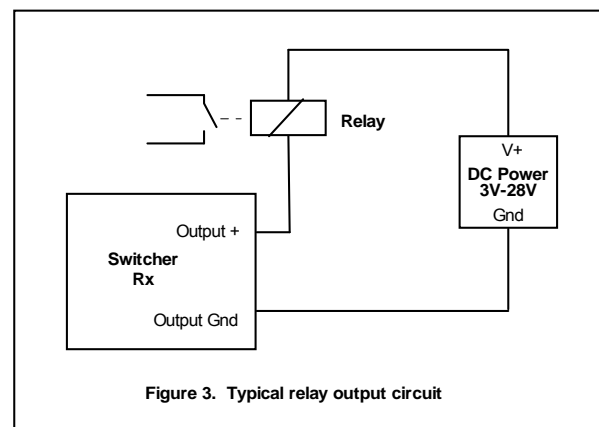 Relay
V+
DC Power
3V-28V
Gnd
Output +
Switcher
Rx
Output Gnd
Figure 3. Typical relay output circuit